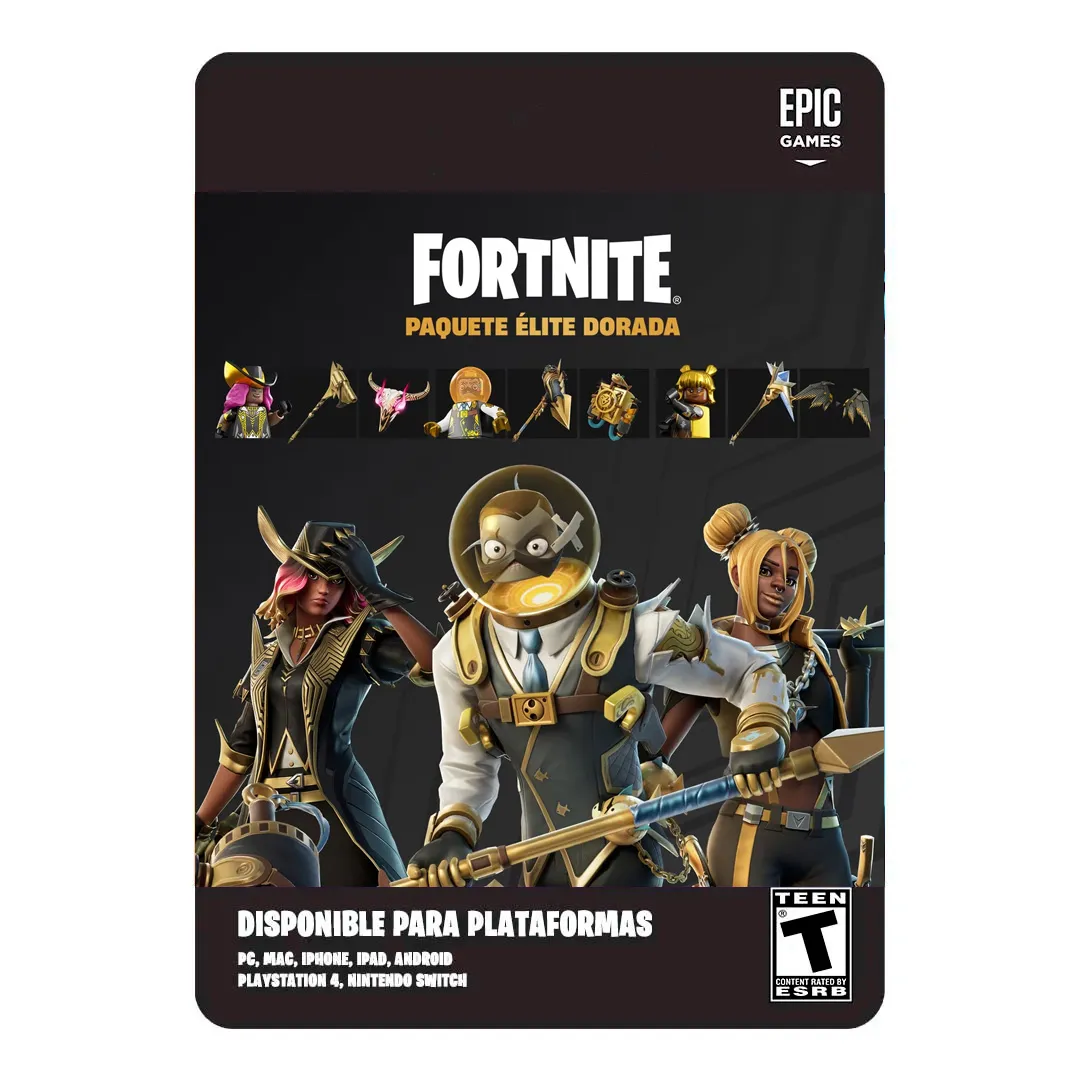 EPIC
GAMES
FORTNITE®
PAQUETE ÉLITE DORADA
DISPONIBLE PARA PLATAFORMAS
PC, MAC, IPHONE, IPAD, ANDROID
PLAYSTATION 4, NINTENDO SWITCH
TEEN
®
T
CONTENT RATED BY
ESRB